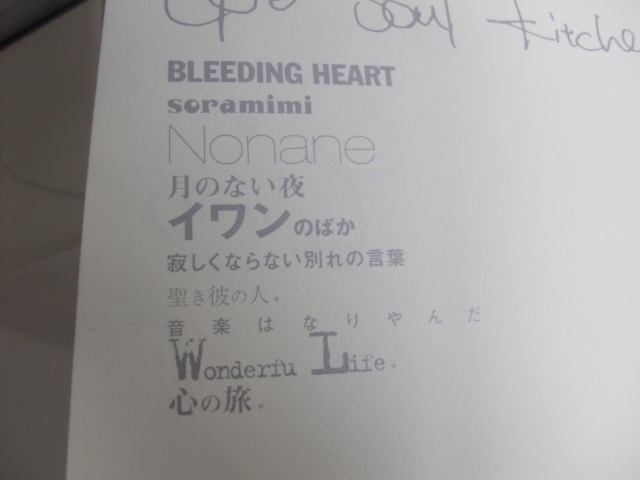 Soul Kitche
BLEEDING HEART
soramimi
Nonane
月のない夜
イワンのばか
寂しくならない別れの言葉
聖き彼の人。
音楽はなりやんだ
Wonderfu Life。
心の旅。